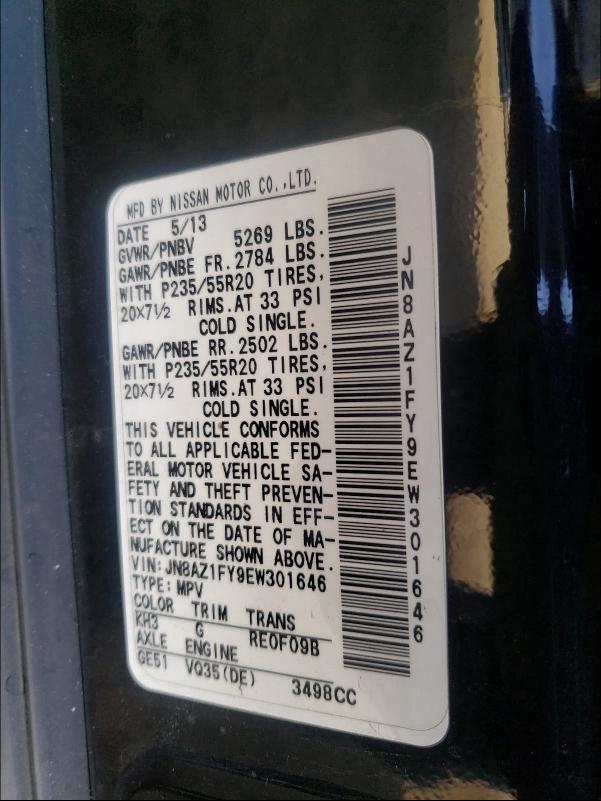 MFD BY NISSAN MOTOR CO.,LTD.
DATE 5/13
GVWR/PNBV 5269 LBS.
GAWR/PNBE FR. 2784 LBS.
WITH P235/55R20 TIRES,
20X7½ RIMS. AT 33 PSI
COLD SINGLE.
GAWR/PNBE RR. 2502 LBS.
WITH P235/55R20 TIRES,
20X7½ RIMS. AT 33 PSI
COLD SINGLE.
THIS VEHICLE CONFORMS
TO ALL APPLICABLE FED-
ERAL MOTOR VEHICLE SA-
FETY AND THEFT PREVEN-
TION STANDARDS IN EFF-
ECT ON THE DATE OF MA-
NUFACTURE SHOWN ABOVE.
VIN:JN8AZ1FY9EW301646
TYPE: MPV
COLOR TRIM TRANS
KH3 G RE0F09B
AXLE ENGINE
GE51 VQ35(DE) 3498CC
JN8AZ1FY9EW301646